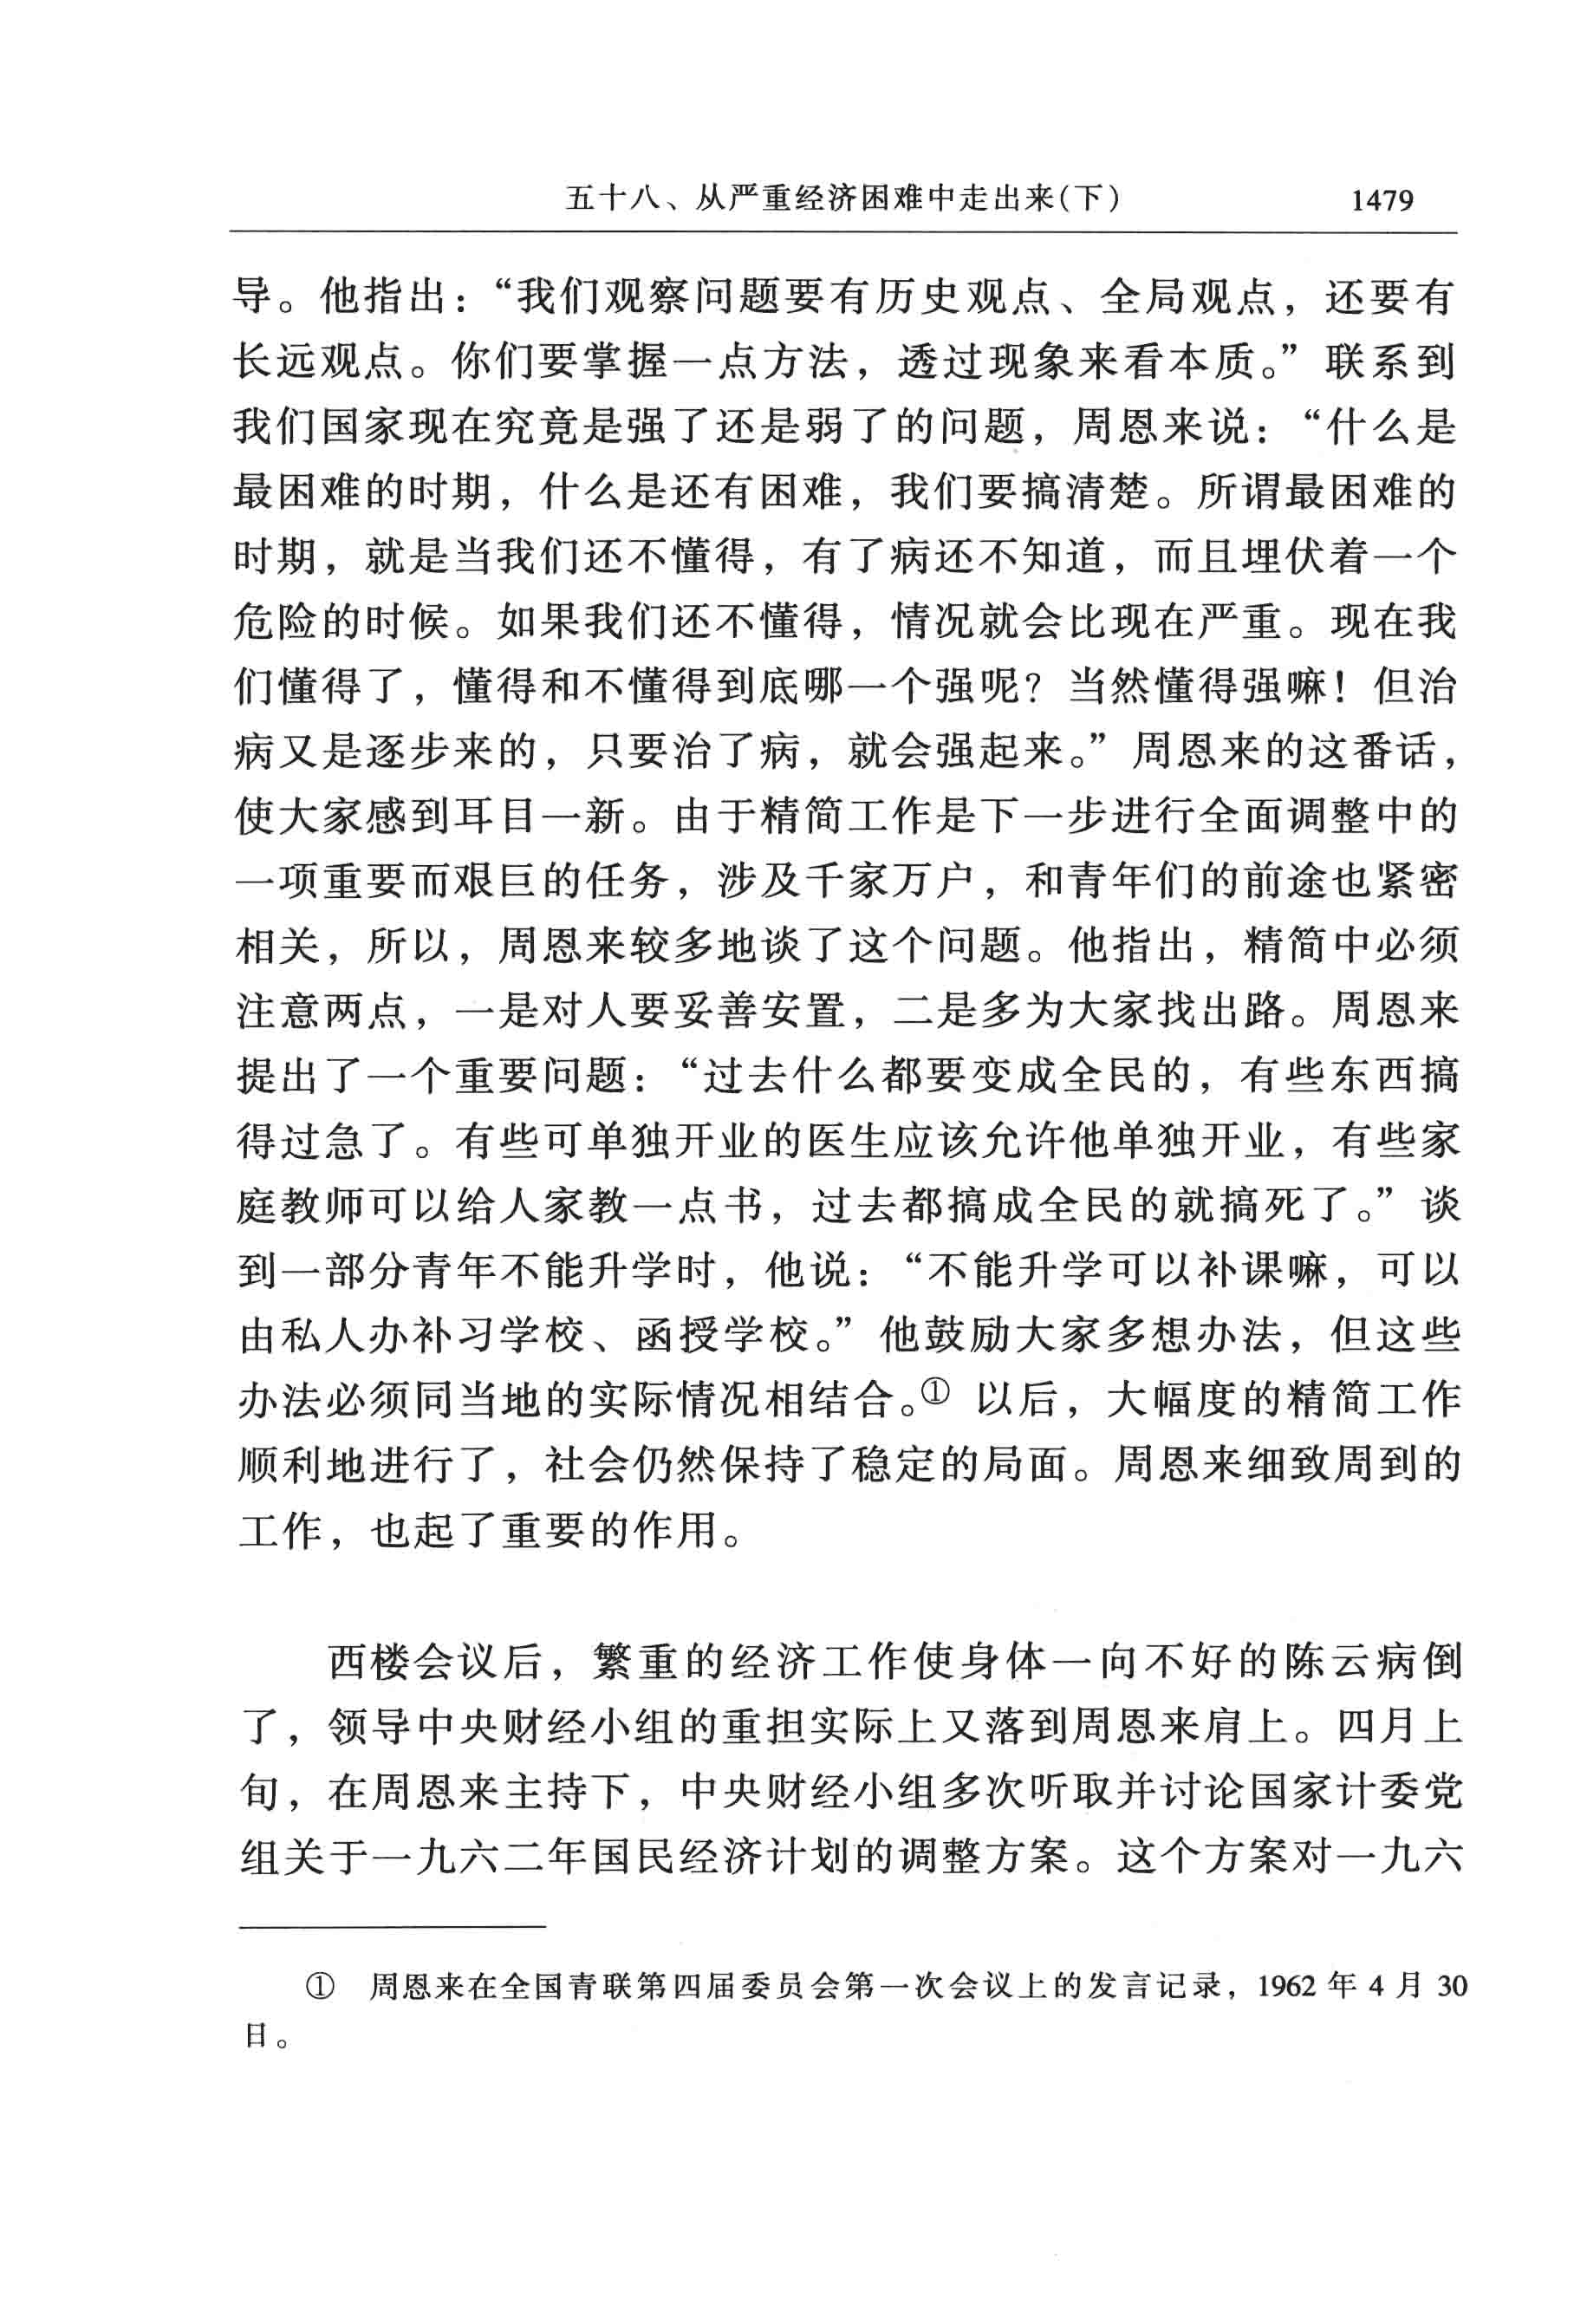 五十八、从严重经济困难中走出来(下) 1479
导。他指出：“我们观察问题要有历史观点、全局观点，还要有
长远观点。你们要掌握一点方法，透过现象来看本质。”联系到
我们国家现在究竟是强了还是弱了的问题，周恩来说：“什么是
最困难的时期，什么是还有困难，我们要搞清楚。所谓最困难的
时期，就是当我们还不懂得，有了病还不知道，而且埋伏着一个
危险的时候。如果我们还不懂得，情况就会比现在严重。现在我
们懂得了，懂得和不懂得到底哪一个强呢？当然懂得强嘛！但治
病又是逐步来的，只要治了病，就会强起来。”周恩来的这番话，
使大家感到耳目一新。由于精简工作是下一步进行全面调整中的
一项重要而艰巨的任务，涉及千家万户，和青年们的前途也紧密
相关，所以，周恩来较多地谈了这个问题。他指出，精简中必须
注意两点，一是对人要妥善安置，二是多为大家找出路。周恩来
提出了一个重要问题：“过去什么都要变成全民的，有些东西搞
得过急了。有些可单独开业的医生应该允许他单独开业，有些家
庭教师可以给人家教一点书，过去都搞成全民的就搞死了。”谈
到一部分青年不能升学时，他说：“不能升学可以补课嘛，可以
由私人办补习学校、函授学校。”他鼓励大家多想办法，但这些
办法必须同当地的实际情况相结合。① 以后，大幅度的精简工作
顺利地进行了，社会仍然保持了稳定的局面。周恩来细致周到的
工作，也起了重要的作用。
西楼会议后，繁重的经济工作使身体一向不好的陈云病倒
了，领导中央财经小组的重担实际上又落到周恩来肩上。四月上
旬，在周恩来主持下，中央财经小组多次听取并讨论国家计委党
组关于一九六二年国民经济计划的调整方案。这个方案对一九六
① 周恩来在全国青联第四届委员会第一次会议上的发言记录，1962 年 4 月 30
日。